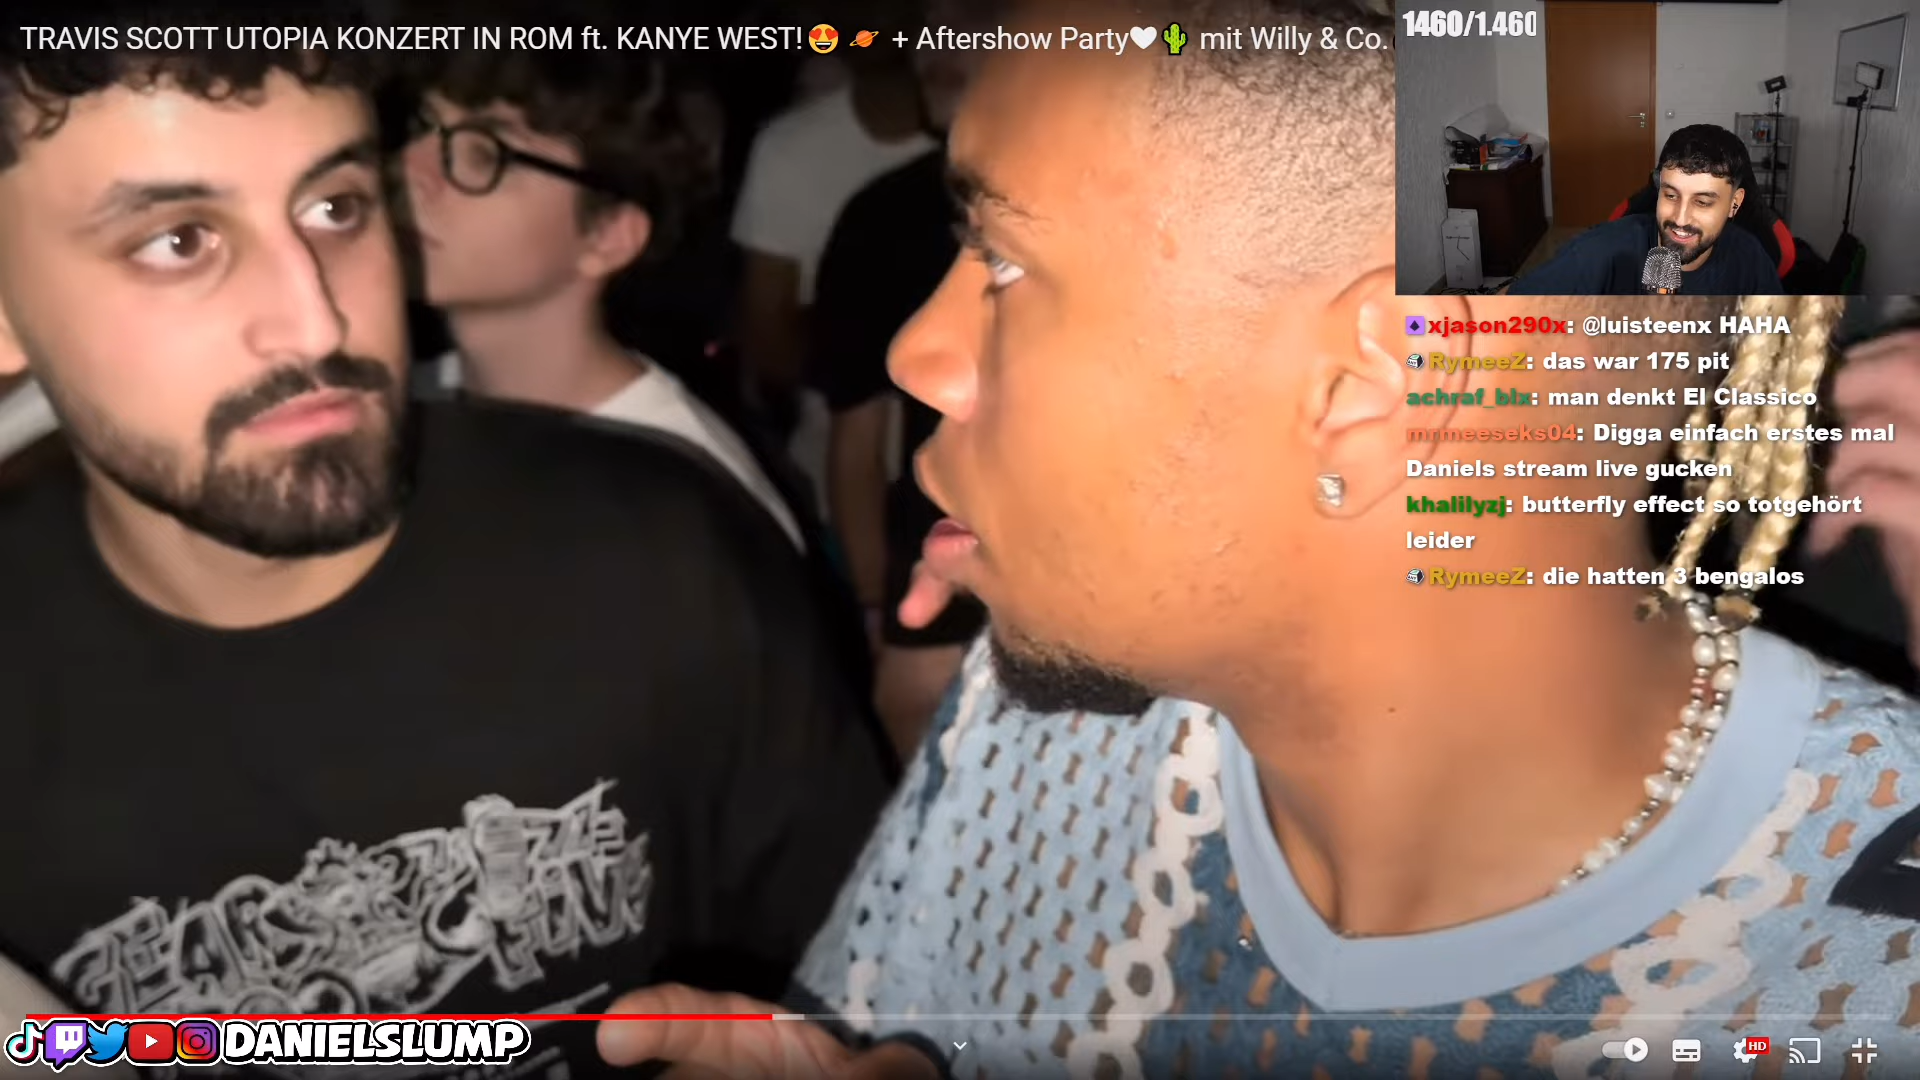 TRAVIS SCOTT UTOPIA KONZERT IN ROM ft. KANYE WEST!😍 🪐 + Aftershow Party🤍🌵 mit Willy & Co.
1460/1.460
xjason290x: @luisteenx HAHA
RymeeZ: das war 175 pit
achraf_blx: man denkt El Classico
mrmeeseks04: Digga einfach erstes mal
Daniels stream live gucken
khalilyzj: butterfly effect so totgehört
leider
RymeeZ: die hatten 3 bengalos
DANIELSLUMP
HD